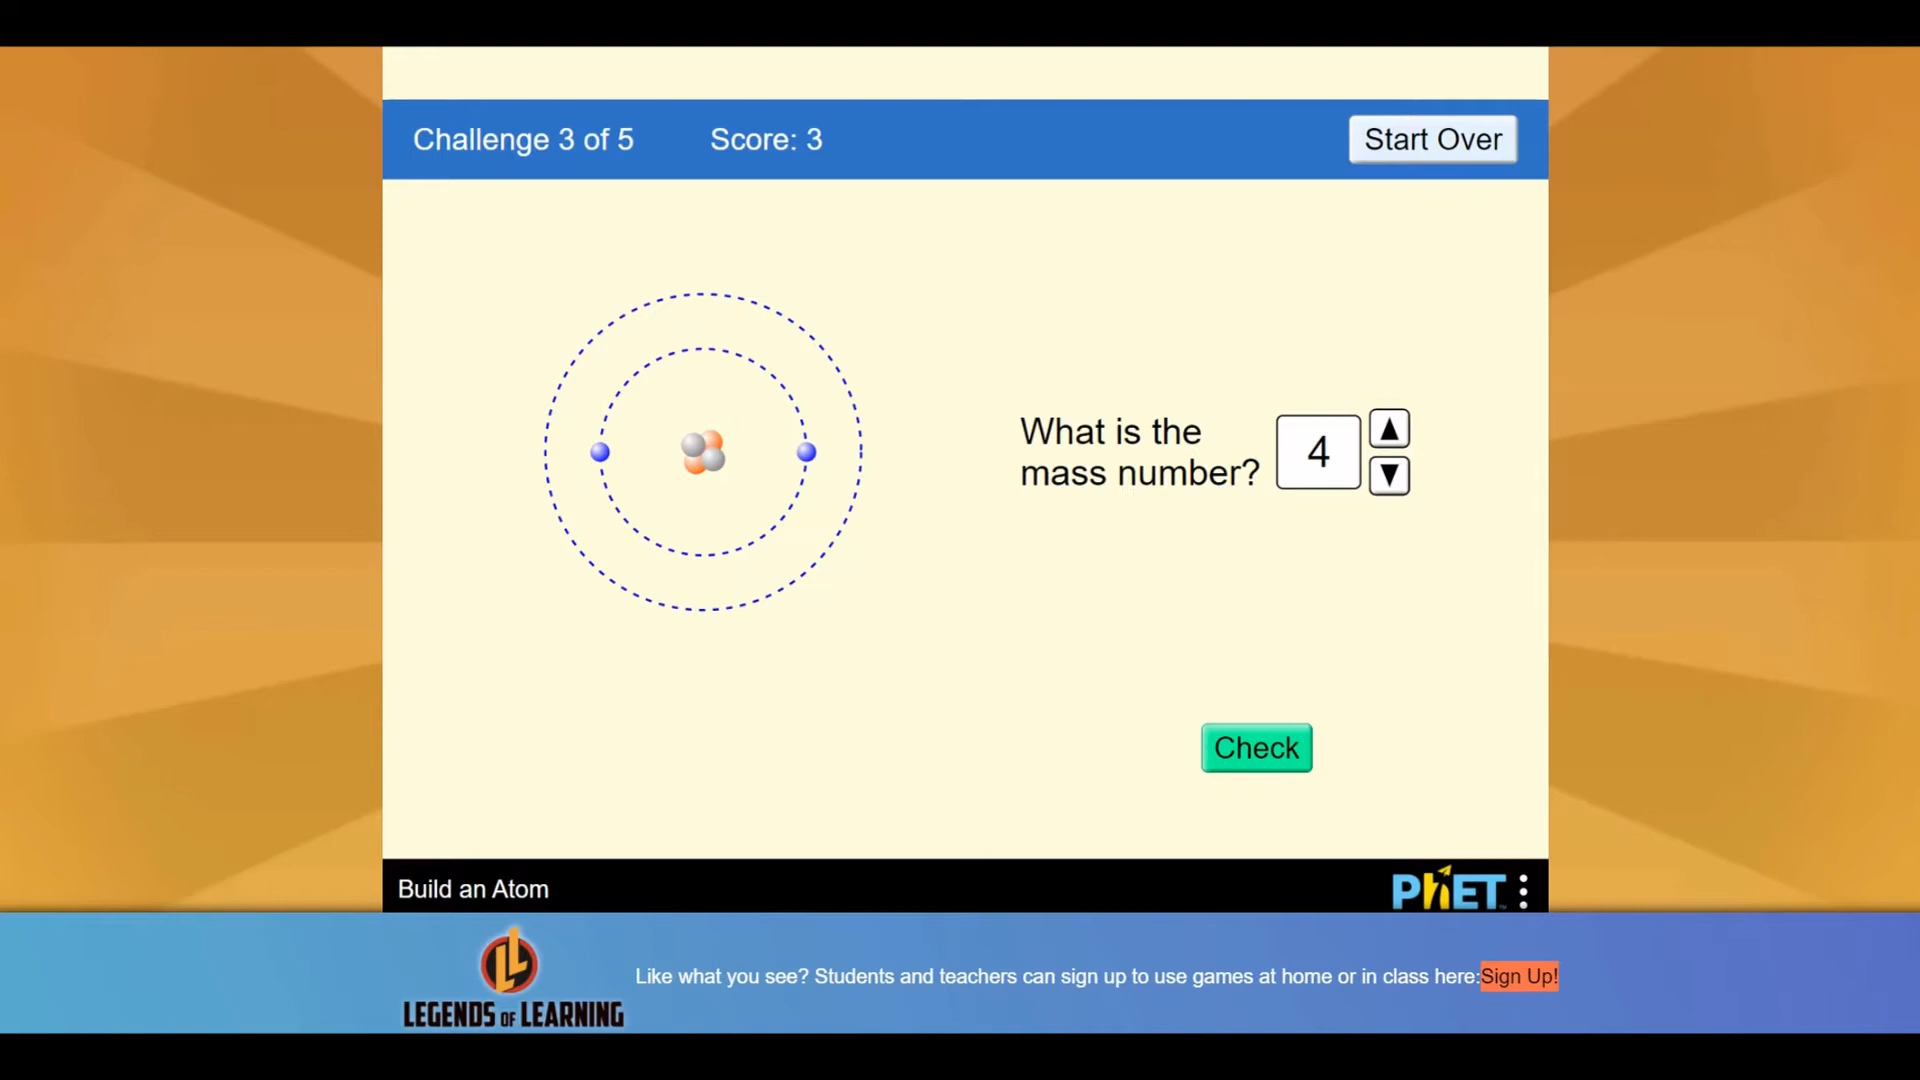 Challenge 3 of 5 Score: 3 Start Over
What is the
mass number? 4
Check
Build an Atom PhET
Like what you see? Students and teachers can sign up to use games at home or in class here: Sign Up!
LEGENDS OF LEARNING